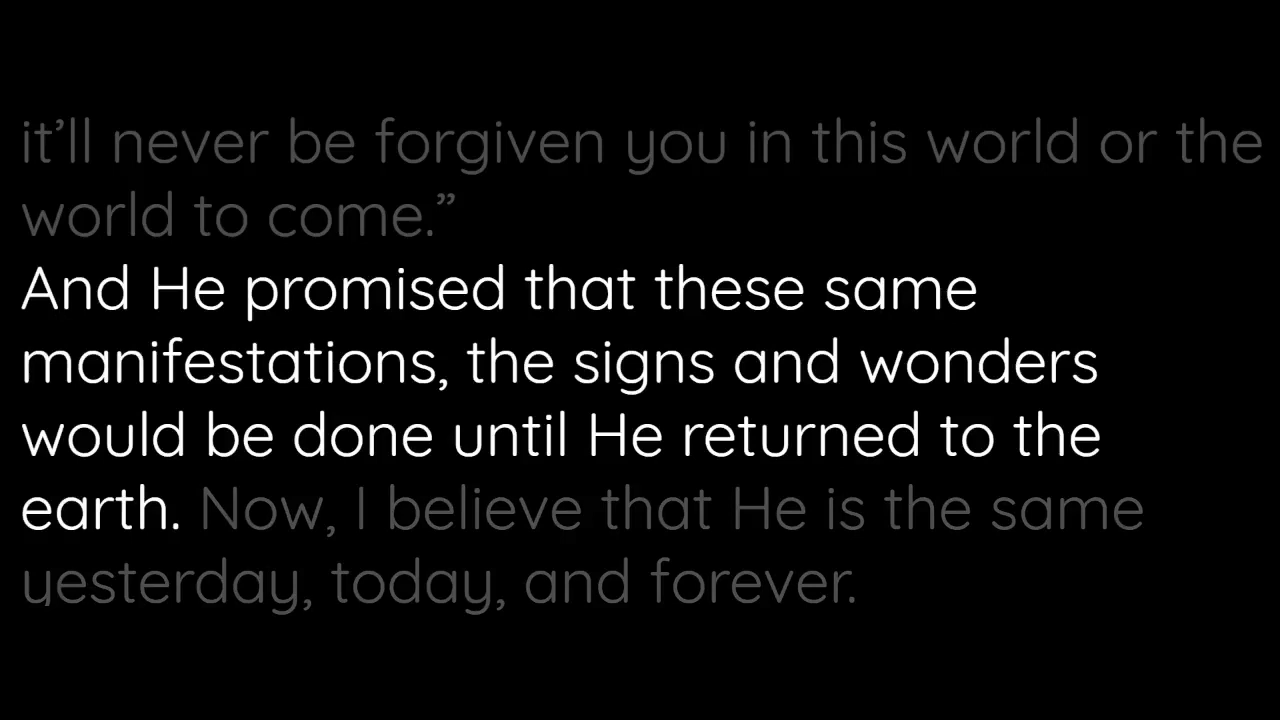 it’ll never be forgiven you in this world or the
world to come.”
And He promised that these same
manifestations, the signs and wonders
would be done until He returned to the
earth. Now, I believe that He is the same
yesterday, today, and forever.